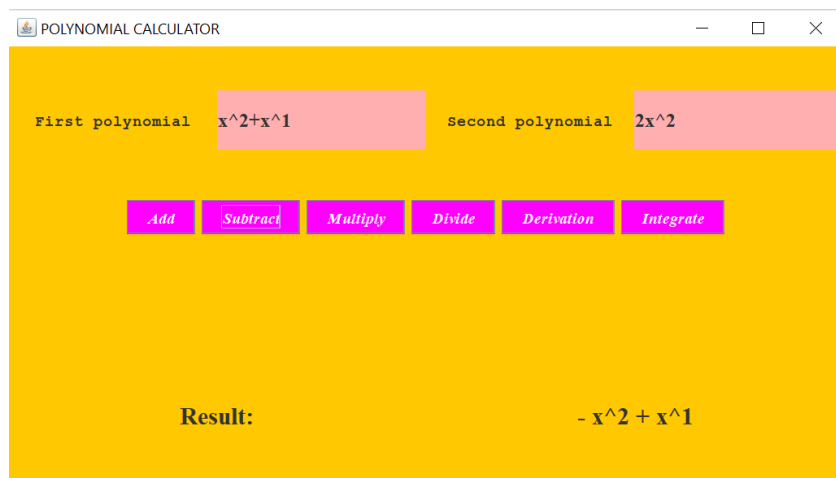 POLYNOMIAL CALCULATOR
First polynomial x^2+x^1 Second polynomial 2x^2
Add Subtract Multiply Divide Derivation Integrate
Result: - x^2 + x^1